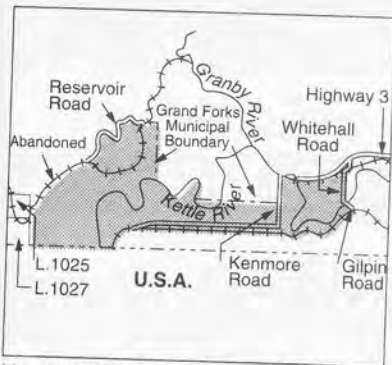 Granby River
Reservoir
Road
Grand Forks
Municipal
Boundary
Highway 3
Whitehall
Road
Abandoned
Kettle River
L.1025
L.1027
U.S.A.
Kenmore
Road
Gilpin
Road